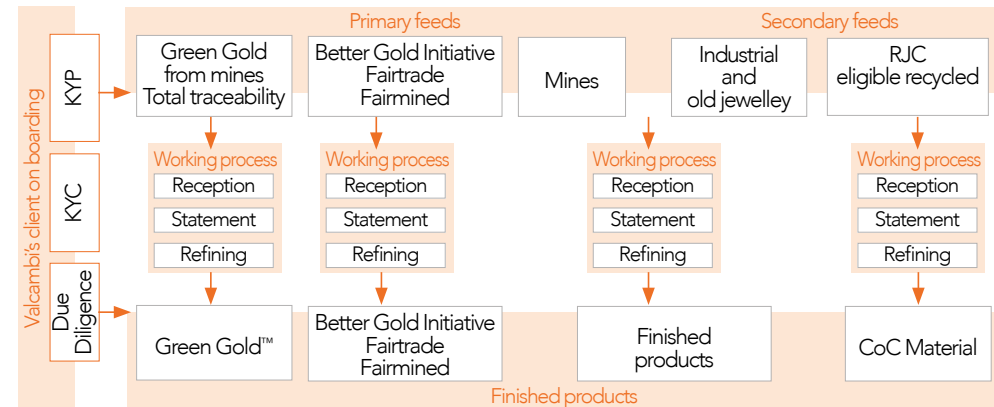 Valcambi's client on boarding
KYP
KYC
Due
Diligence
Primary feeds
Secondary feeds
Green Gold
from mines
Total traceability
Better Gold Initiative
Fairtrade
Fairmined
Mines
Industrial
and
old jewelley
RJC
eligible recycled
Working process
Reception
Statement
Refining
Working process
Reception
Statement
Refining
Working process
Reception
Statement
Refining
Working process
Reception
Statement
Refining
Green Gold™
Better Gold Initiative
Fairtrade
Fairmined
Finished
products
CoC Material
Finished products